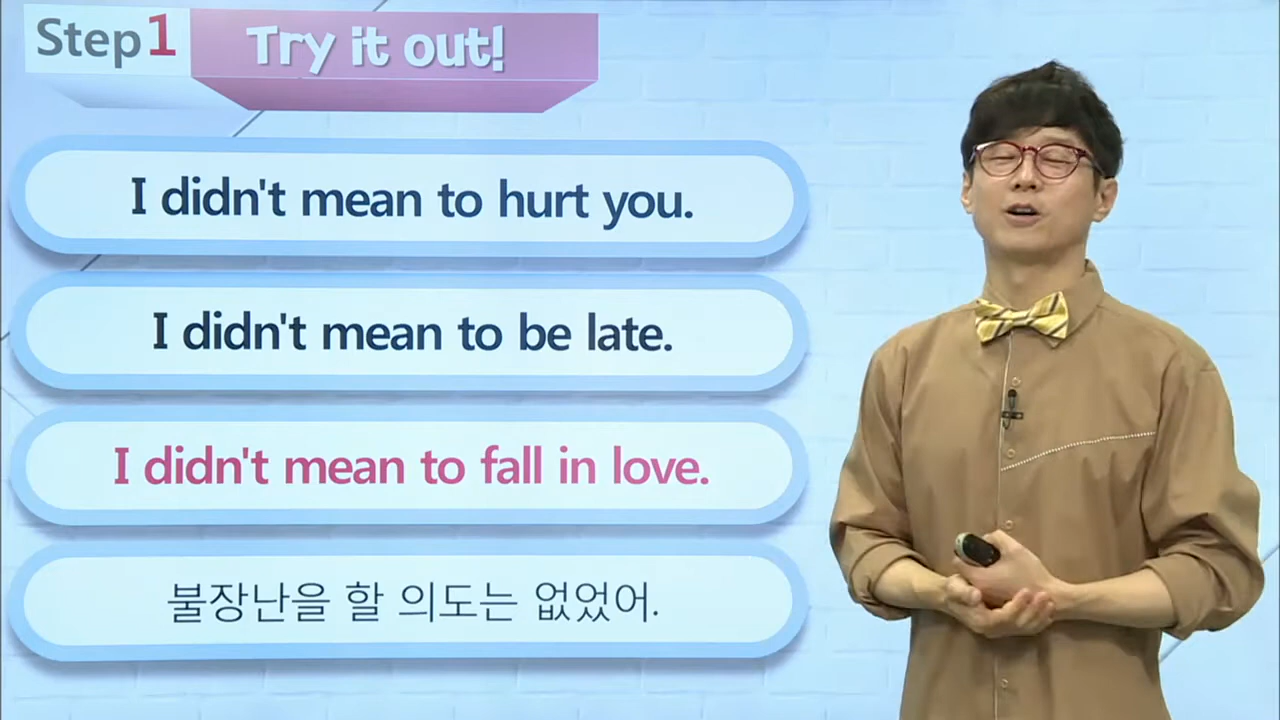 Step1
Try it out!
I didn't mean to hurt you.
I didn't mean to be late.
I didn't mean to fall in love.
불장난을 할 의도는 없었어.